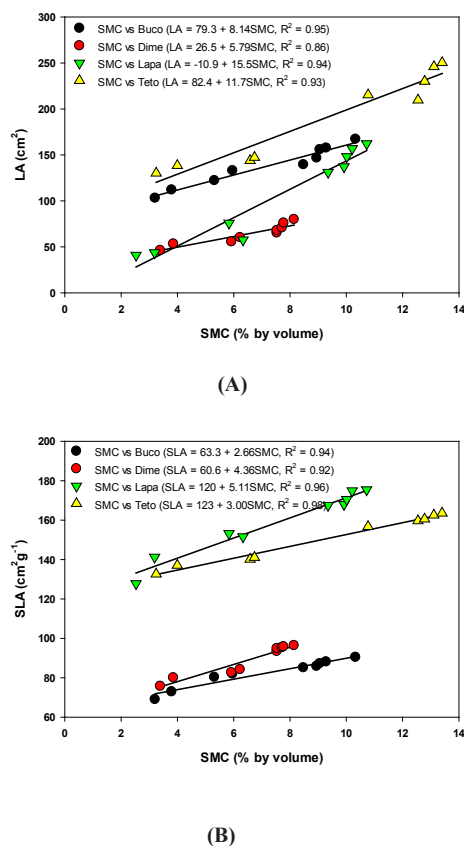 SMC vs Buco (LA = 79.3 + 8.14SMC, R² = 0.95)
SMC vs Dime (LA = 26.5 + 5.79SMC, R² = 0.86)
SMC vs Lapa (LA = -10.9 + 15.5SMC, R² = 0.94)
SMC vs Teto (LA = 82.4 + 11.7SMC, R² = 0.93)
300
250
200
150
100
50
0
LA (cm²)
0 2 4 6 8 10 12 14
SMC (% by volume)
(A)
SMC vs Buco (SLA = 63.3 + 2.66SMC, R² = 0.94)
SMC vs Dime (SLA = 60.6 + 4.36SMC, R² = 0.92)
SMC vs Lapa (SLA = 120 + 5.11SMC, R² = 0.96)
SMC vs Teto (SLA = 123 + 3.00SMC, R² = 0.98)
200
180
160
140
120
100
80
60
SLA (cm²g⁻¹)
0 2 4 6 8 10 12 14
SMC (% by volume)
(B)